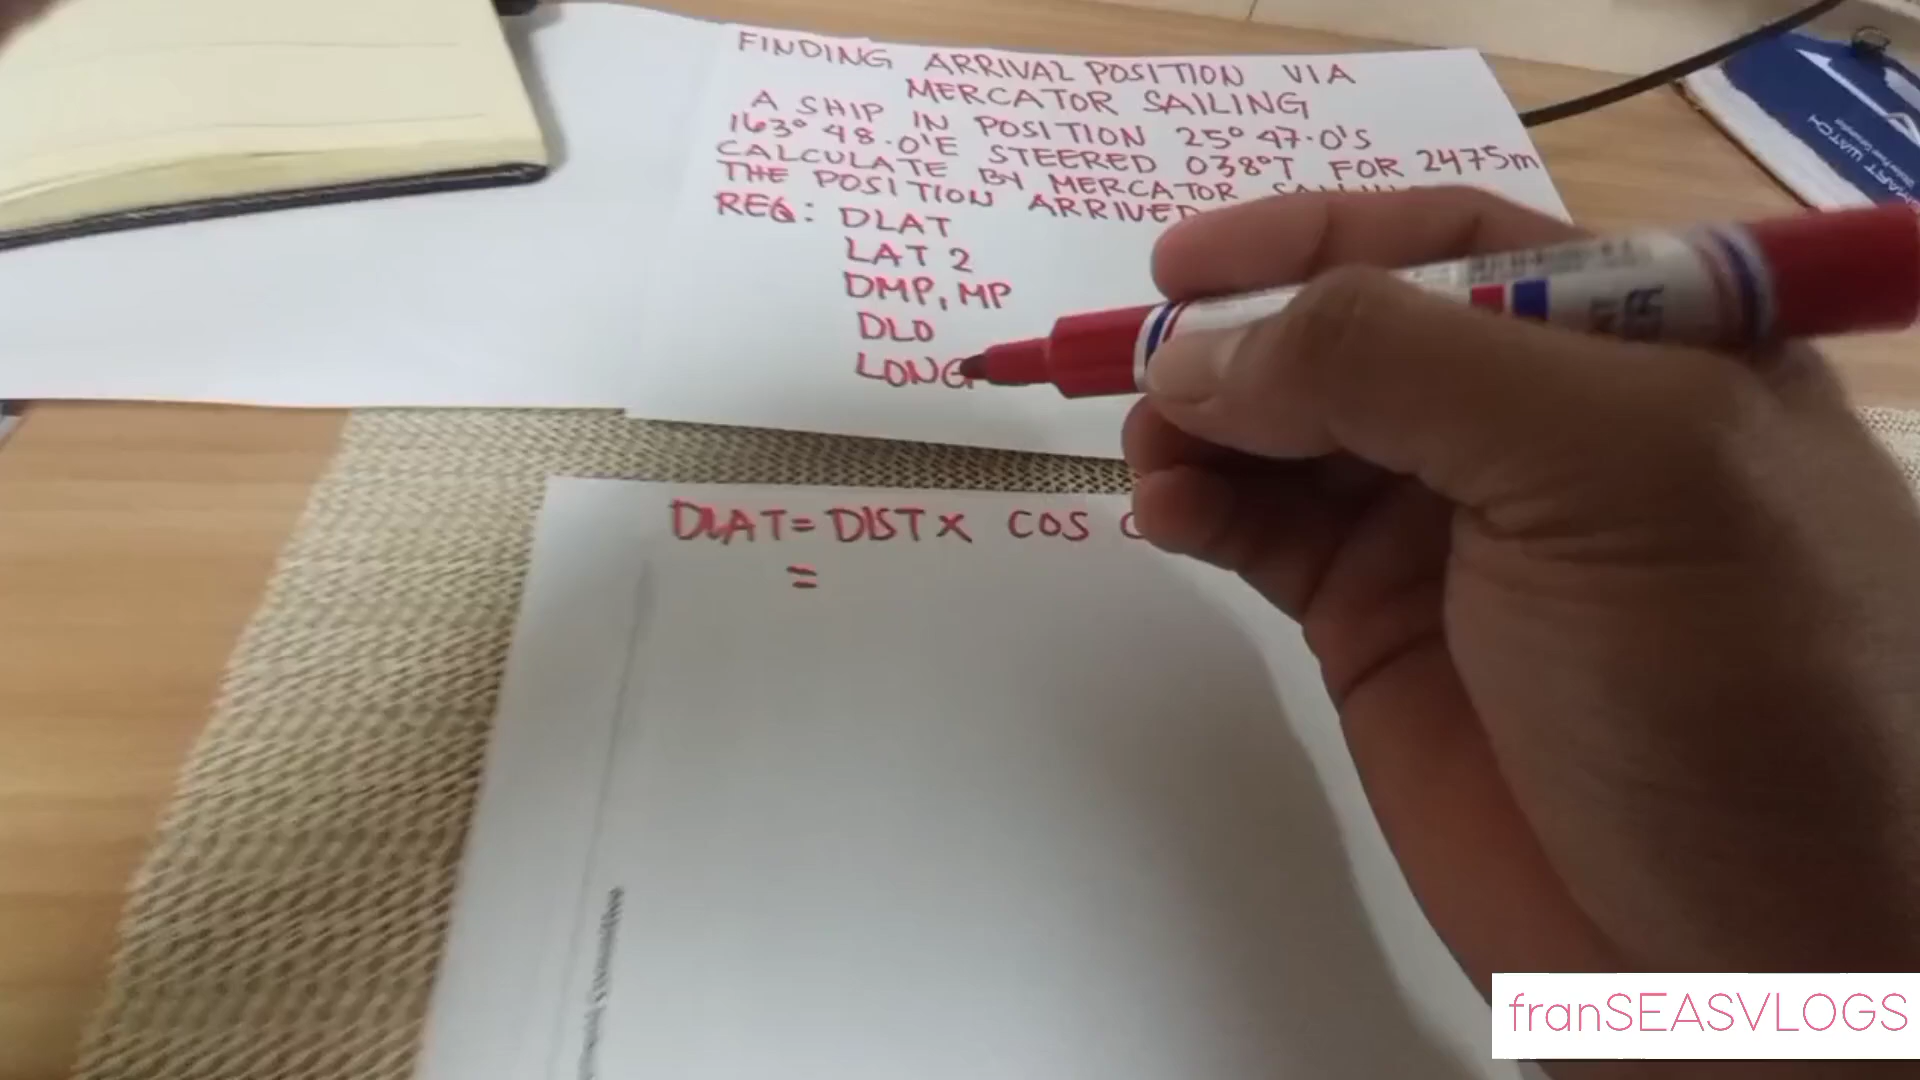 FINDING ARRIVAL POSITION VIA
MERCATOR SAILING
A SHIP IN POSITION 25° 47.0'S
163° 48.0'E STEERED 038°T FOR 2475m
CALCULATE BY MERCATOR
THE POSITION ARRIVED
REQ: DLAT
LAT 2
DMP, MP
DLO
LONG
DLAT = DIST X COS
=
franSEASVLOGS